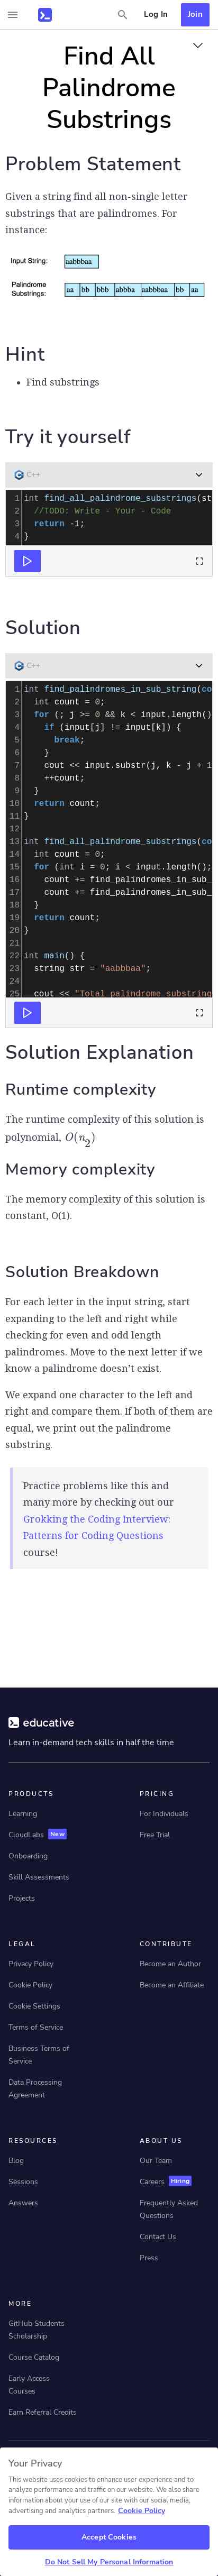 Log In
Join
Find All
Palindrome
Substrings
Problem Statement
Given a string find all non-single letter
substrings that are palindromes. For
instance:
Input String:
aabbbaa
Palindrome
Substrings:
aa bb bbb abbba aabbbaa bb aa
Hint
Find substrings
Try it yourself
C++
1 int find_all_palindrome_substrings(st
2 //TODO: Write - Your - Code
3 return -1;
4 }
Solution
C++
1 int find_palindromes_in_sub_string(co
2 int count = 0;
3 for (; j >= 0 && k < input.length()
4 if (input[j] != input[k]) {
5 break;
6 }
7 cout << input.substr(j, k - j + 1
8 ++count;
9 }
10 return count;
11 }
12
13 int find_all_palindrome_substrings(co
14 int count = 0;
15 for (int i = 0; i < input.length();
16 count += find_palindromes_in_sub_
17 count += find_palindromes_in_sub_
18 }
19 return count;
20 }
21
22 int main() {
23 string str = "aabbbaa";
24
25 cout << "Total palindrome substring
Solution Explanation
Runtime complexity
The runtime complexity of this solution is
polynomial, O(n2)
Memory complexity
The memory complexity of this solution is
constant, O(1).
Solution Breakdown
For each letter in the input string, start
expanding to the left and right while
checking for even and odd length
palindromes. Move to the next letter if we
know a palindrome doesn’t exist.
We expand one character to the left and
right and compare them. If both of them are
equal, we print out the palindrome
substring.
Practice problems like this and
many more by checking out our
Grokking the Coding Interview:
Patterns for Coding Questions
course!
educative
Learn in-demand tech skills in half the time
PRODUCTS
Learning
CloudLabs New
Onboarding
Skill Assessments
Projects
PRICING
For Individuals
Free Trial
LEGAL
Privacy Policy
Cookie Policy
Cookie Settings
Terms of Service
Business Terms of
Service
Data Processing
Agreement
CONTRIBUTE
Become an Author
Become an Affiliate
RESOURCES
Blog
Sessions
Answers
ABOUT US
Our Team
Careers Hiring
Frequently Asked
Questions
Contact Us
Press
MORE
GitHub Students
Scholarship
Course Catalog
Early Access
Courses
Earn Referral Credits
Your Privacy
This website uses cookies to enhance user experience and to
analyze performance and traffic on our website. We also share
information about your use of our site with our social media,
advertising and analytics partners. Cookie Policy
Accept Cookies
Do Not Sell My Personal Information